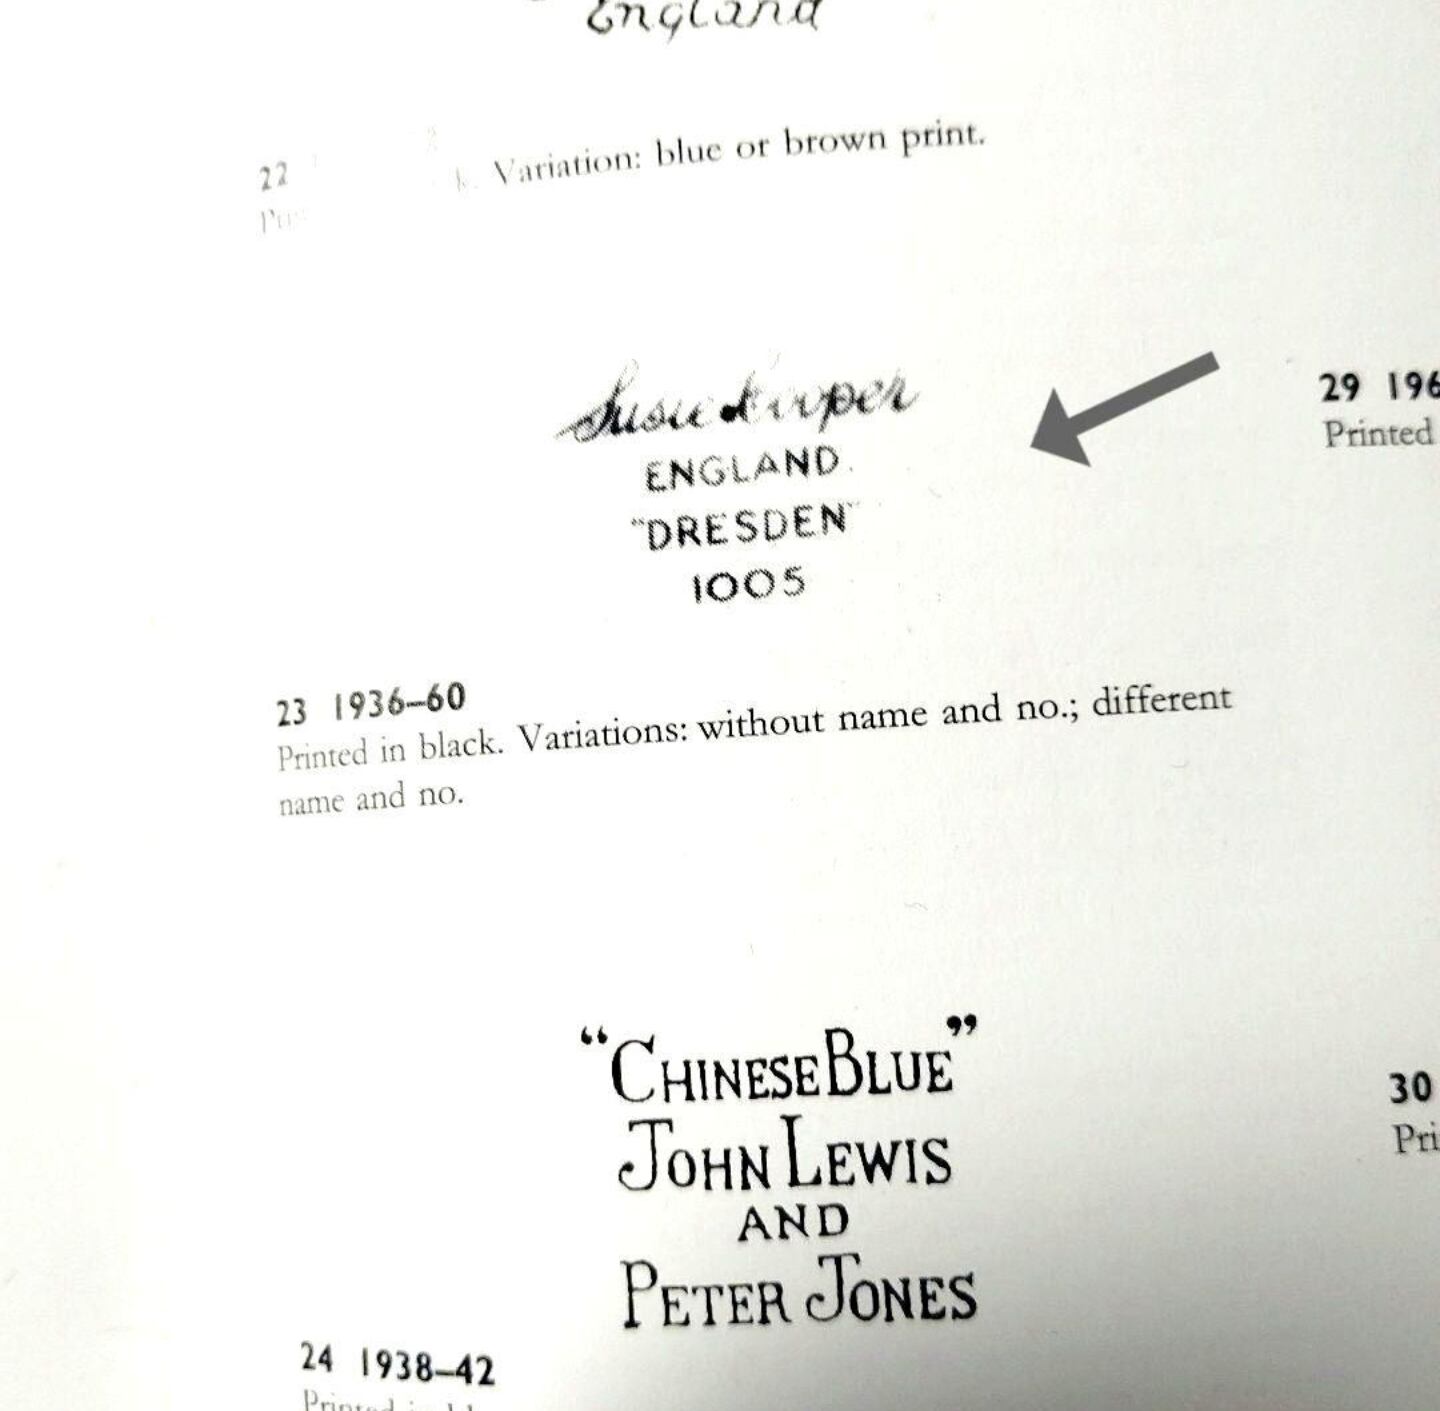 England
22
Variation: blue or brown print.
Susie Cooper
ENGLAND.
"DRESDEN"
1005
29 196
Printed
23 1936–60
Printed in black. Variations: without name and no.; different
name and no.
“CHINESE BLUE”
JOHN LEWIS
AND
PETER JONES
30
Pri
24 1938–42
Printed